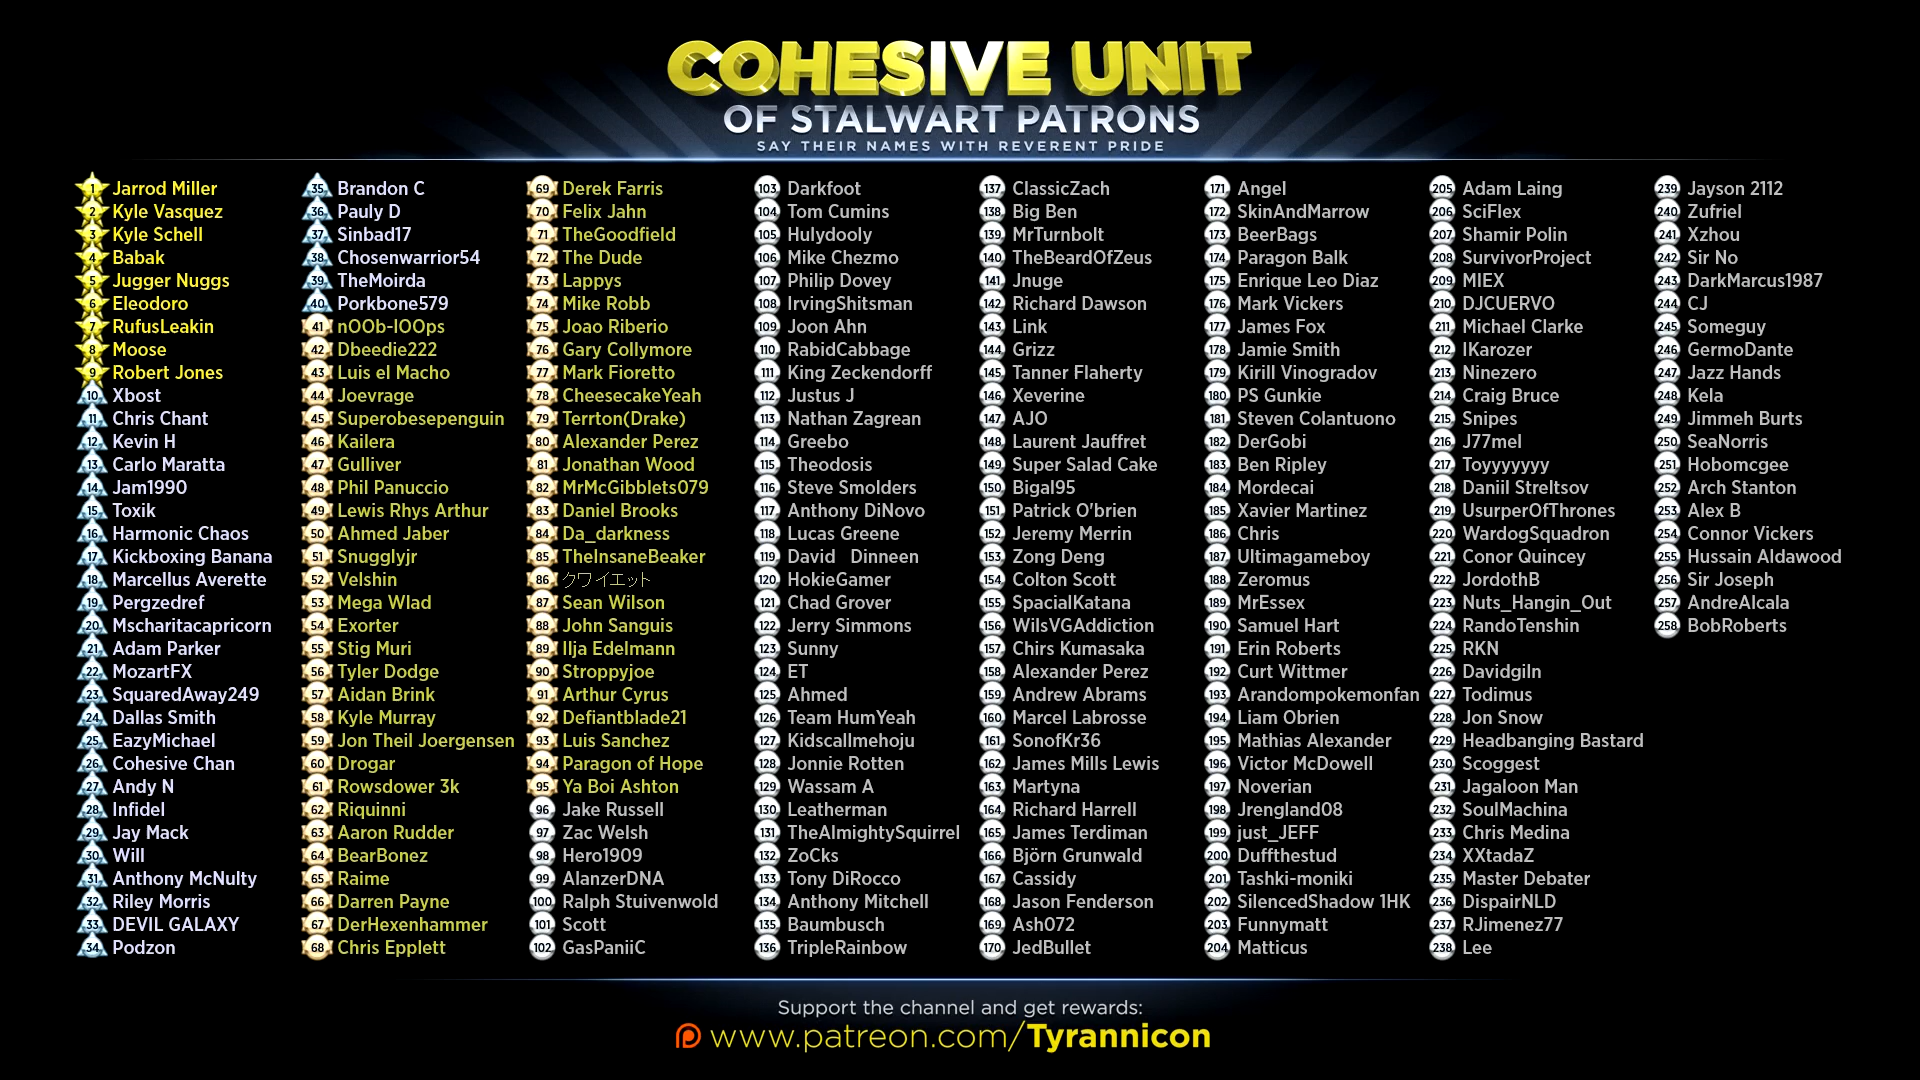 COHESIVE UNIT
OF STALWART PATRONS
SAY THEIR NAMES WITH REVERENT PRIDE
1 Jarrod Miller
2 Kyle Vasquez
3 Kyle Schell
4 Babak
5 Jugger Nuggs
6 Eleodoro
7 RufusLeakin
8 Moose
9 Robert Jones
10 Xbost
11 Chris Chant
12 Kevin H
13 Carlo Maratta
14 Jam1990
15 Toxik
16 Harmonic Chaos
17 Kickboxing Banana
18 Marcellus Averette
19 Pergzedref
20 Mscharitacapricorn
21 Adam Parker
22 MozartFX
23 SquaredAway249
24 Dallas Smith
25 EazyMichael
26 Cohesive Chan
27 Andy N
28 Infidel
29 Jay Mack
30 Will
31 Anthony McNulty
32 Riley Morris
33 DEVIL GALAXY
34 Podzon
35 Brandon C
36 Pauly D
37 Sinbad17
38 Chosenwarrior54
39 TheMoirda
40 Porkbone579
41 nOOb-lOOps
42 Dbeedie222
43 Luis el Macho
44 Joevrage
45 Superobesepenguin
46 Kailera
47 Gulliver
48 Phil Panuccio
49 Lewis Rhys Arthur
50 Ahmed Jaber
51 Snugglyjr
52 Velshin
53 Mega Wlad
54 Exorter
55 Stig Muri
56 Tyler Dodge
57 Aidan Brink
58 Kyle Murray
59 Jon Theil Joergensen
60 Drogar
61 Rowsdower 3k
62 Riquinni
63 Aaron Rudder
64 BearBonez
65 Raime
66 Darren Payne
67 DerHexenhammer
68 Chris Epplett
69 Derek Farris
70 Felix Jahn
71 TheGoodfield
72 The Dude
73 Lappys
74 Mike Robb
75 Joao Riberio
76 Gary Collymore
77 Mark Fioretto
78 CheesecakeYeah
79 Terrton(Drake)
80 Alexander Perez
81 Jonathan Wood
82 MrMcGibblets079
83 Daniel Brooks
84 Da_darkness
85 TheInsaneBeaker
86 クワイエット
87 Sean Wilson
88 John Sanguis
89 Ilja Edelmann
90 Stroppyjoe
91 Arthur Cyrus
92 Defiantblade21
93 Luis Sanchez
94 Paragon of Hope
95 Ya Boi Ashton
96 Jake Russell
97 Zac Welsh
98 Hero1909
99 AlanzerDNA
100 Ralph Stuivenwold
101 Scott
102 GasPaniiC
103 Darkfoot
104 Tom Cumins
105 Hulydooly
106 Mike Chezmo
107 Philip Dovey
108 IrvingShitsman
109 Joon Ahn
110 RabidCabbage
111 King Zeckendorff
112 Justus J
113 Nathan Zagrean
114 Greebo
115 Theodosis
116 Steve Smolders
117 Anthony DiNovo
118 Lucas Greene
119 David Dinneen
120 HokieGamer
121 Chad Grover
122 Jerry Simmons
123 Sunny
124 ET
125 Ahmed
126 Team HumYeah
127 Kidscallmehoju
128 Jonnie Rotten
129 Wassam A
130 Leatherman
131 TheAlmightySquirrel
132 ZoCks
133 Tony DiRocco
134 Anthony Mitchell
135 Baumbusch
136 TripleRainbow
137 ClassicZach
138 Big Ben
139 MrTurnbolt
140 TheBeardOfZeus
141 Jnuge
142 Richard Dawson
143 Link
144 Grizz
145 Tanner Flaherty
146 Xeverine
147 AJO
148 Laurent Jauffret
149 Super Salad Cake
150 Bigal95
151 Patrick O'brien
152 Jeremy Merrin
153 Zong Deng
154 Colton Scott
155 SpacialKatana
156 WilsVGAddiction
157 Chirs Kumasaka
158 Alexander Perez
159 Andrew Abrams
160 Marcel Labrosse
161 SonofKr36
162 James Mills Lewis
163 Martyna
164 Richard Harrell
165 James Terdiman
166 Björn Grunwald
167 Cassidy
168 Jason Fenderson
169 Ash072
170 JedBullet
171 Angel
172 SkinAndMarrow
173 BeerBags
174 Paragon Balk
175 Enrique Leo Diaz
176 Mark Vickers
177 James Fox
178 Jamie Smith
179 Kirill Vinogradov
180 PS Gunkie
181 Steven Colantuono
182 DerGobi
183 Ben Ripley
184 Mordecai
185 Xavier Martinez
186 Chris
187 Ultimagameboy
188 Zeromus
189 MrEssex
190 Samuel Hart
191 Erin Roberts
192 Curt Wittmer
193 Arandompokemonfan
194 Liam Obrien
195 Mathias Alexander
196 Victor McDowell
197 Noverian
198 Jrengland08
199 just_JEFF
200 Duffthestud
201 Tashki-moniki
202 SilencedShadow 1HK
203 Funnymatt
204 Matticus
205 Adam Laing
206 SciFlex
207 Shamir Polin
208 SurvivorProject
209 MIEX
210 DJCUERVO
211 Michael Clarke
212 IKarozer
213 Ninezero
214 Craig Bruce
215 Snipes
216 J77mel
217 Toyyyyyyy
218 Daniil Streltsov
219 UsurperOfThrones
220 WardogSquadron
221 Conor Quincey
222 JordothB
223 Nuts_Hangin_Out
224 RandoTenshin
225 RKN
226 Davidgiln
227 Todimus
228 Jon Snow
229 Headbanging Bastard
230 Scoggest
231 Jagaloon Man
232 SoulMachina
233 Chris Medina
234 XXtadaZ
235 Master Debater
236 DispairNLD
237 RJimenez77
238 Lee
239 Jayson 2112
240 Zufriel
241 Xzhou
242 Sir No
243 DarkMarcus1987
244 CJ
245 Someguy
246 GermoDante
247 Jazz Hands
248 Kela
249 Jimmeh Burts
250 SeaNorris
251 Hobomcgee
252 Arch Stanton
253 Alex B
254 Connor Vickers
255 Hussain Aldawood
256 Sir Joseph
257 AndreAlcala
258 BobRoberts
Support the channel and get rewards:
www.patreon.com/Tyrannicon